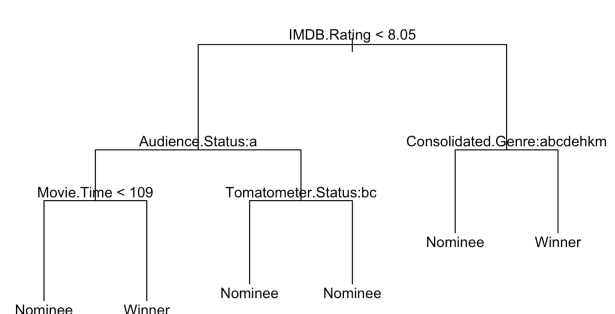 IMDB.Rating < 8.05
Audience.Status:a
Consolidated.Genre:abcdehkm
Movie.Time < 109
Tomatometer.Status:bc
Nominee
Winner
Nominee
Nominee
Nominee
Winner